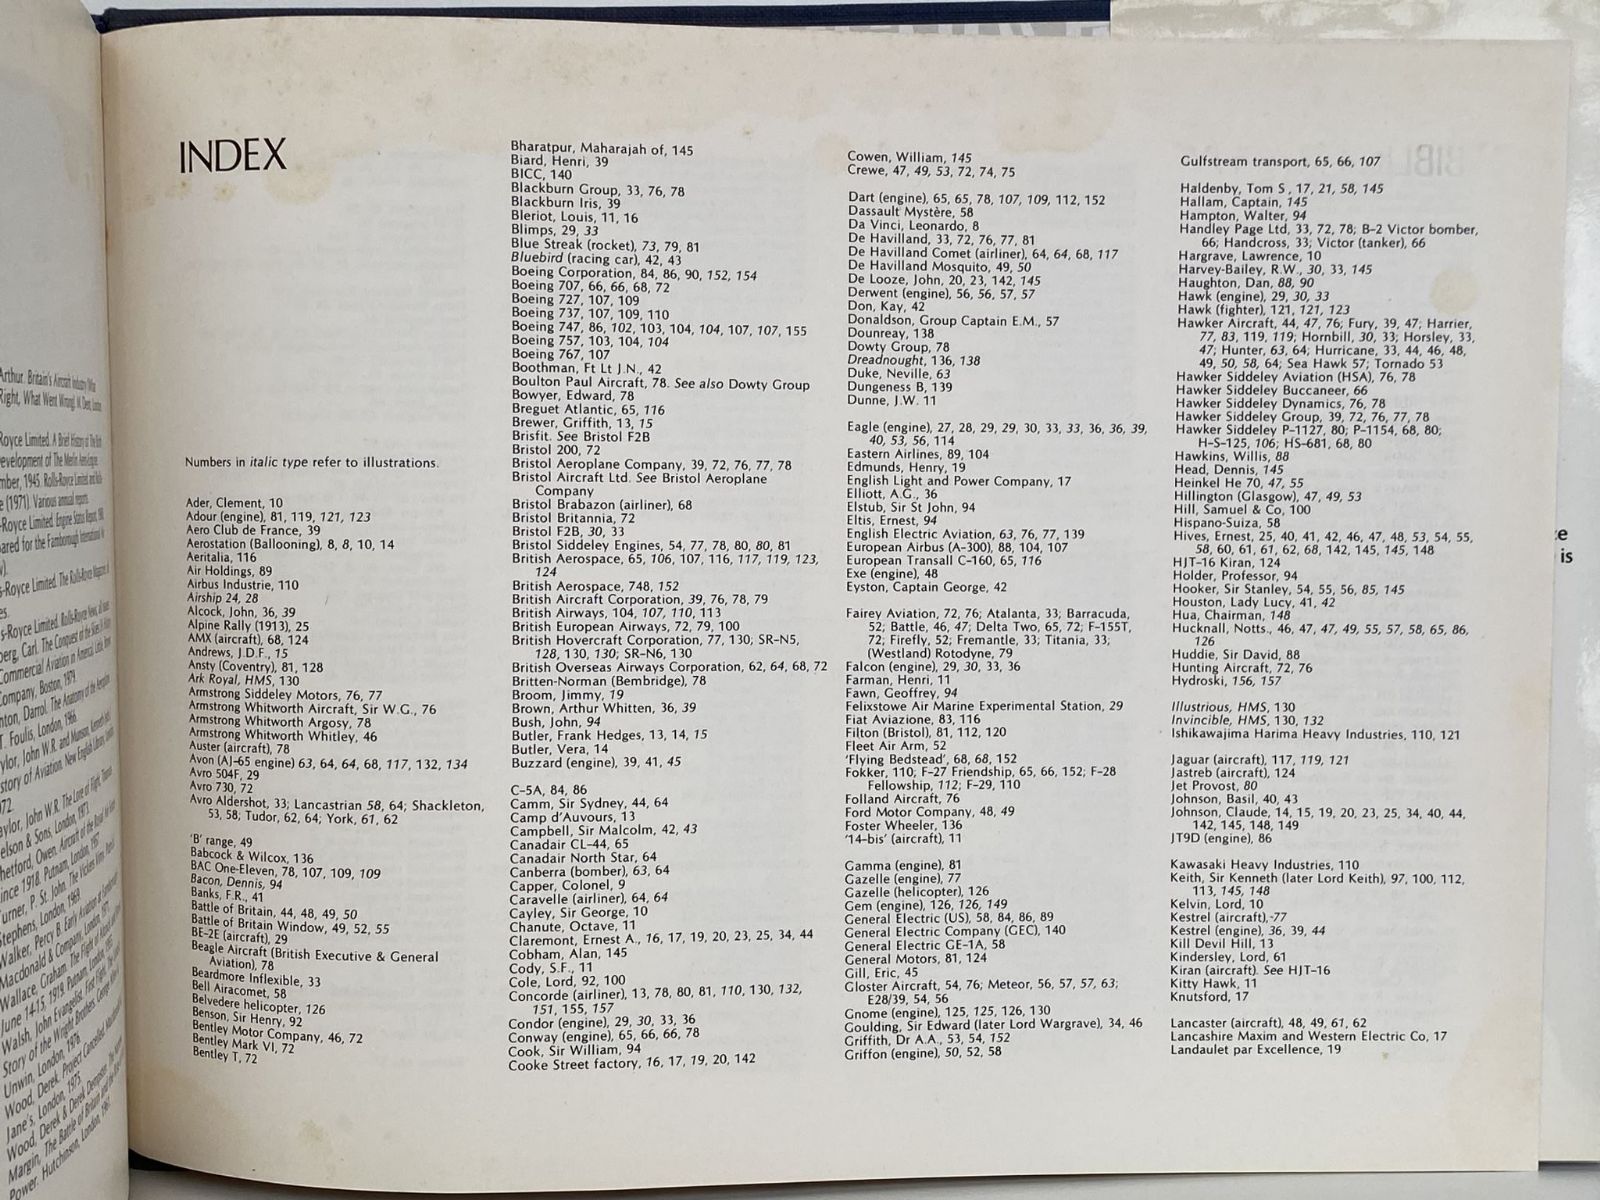 INDEX
Numbers in italic type refer to illustrations.
Ader, Clement, 10
Adour (engine), 81, 119, 121, 123
Aero Club de France, 39
Aerostation (Ballooning), 8, 8, 10, 14
Aeritalia, 116
Air Holdings, 89
Airbus Industrie, 110
Airship 24, 28
Alcock, John, 36, 39
Alpine Rally (1913), 25
AMX (aircraft), 68, 124
Andrews, J.D.F., 15
Ansty (Coventry), 81, 128
Ark Royal, HMS, 130
Armstrong Siddeley Motors, 76, 77
Armstrong Whitworth Aircraft, Sir W.G., 76
Armstrong Whitworth Argosy, 78
Armstrong Whitworth Whitley, 46
Auster (aircraft), 78
Avon (AJ-65 engine) 63, 64, 64, 68, 117, 132, 134
Avro 504F, 29
Avro 730, 72
Avro Aldershot, 33; Lancastrian 58, 64; Shackleton,
53, 58; Tudor, 62, 64; York, 61, 62
'B' range, 49
Babcock & Wilcox, 136
BAC One-Eleven, 78, 107, 109, 109
Bacon, Dennis, 94
Banks, F.R., 41
Battle of Britain, 44, 48, 49, 50
Battle of Britain Window, 49, 52, 55
BE-2E (aircraft), 29
Beagle Aircraft (British Executive & General
Aviation), 78
Beardmore Inflexible, 33
Bell Airacomet, 58
Belvedere helicopter, 126
Benson, Sir Henry, 92
Bentley Motor Company, 46, 72
Bentley Mark VI, 72
Bentley T, 72
Bharatpur, Maharajah of, 145
Biard, Henri, 39
BICC, 140
Blackburn Group, 33, 76, 78
Blackburn Iris, 39
Bleriot, Louis, 11, 16
Blimps, 29, 33
Blue Streak (rocket), 73, 79, 81
Bluebird (racing car), 42, 43
Boeing Corporation, 84, 86, 90, 152, 154
Boeing 707, 66, 66, 68, 72
Boeing 727, 107, 109
Boeing 737, 107, 109, 110
Boeing 747, 86, 102, 103, 104, 104, 107, 107, 155
Boeing 757, 103, 104, 104
Boeing 767, 107
Boothman, Ft Lt J.N., 42
Boulton Paul Aircraft, 78. See also Dowty Group
Bowyer, Edward, 78
Breguet Atlantic, 65, 116
Brewer, Griffith, 13, 15
Brisfit. See Bristol F2B
Bristol 200, 72
Bristol Aeroplane Company, 39, 72, 76, 77, 78
Bristol Aircraft Ltd. See Bristol Aeroplane
Company
Bristol Brabazon (airliner), 68
Bristol Britannia, 72
Bristol F2B, 30, 33
Bristol Siddeley Engines, 54, 77, 78, 80, 80, 81
British Aerospace, 65, 106, 107, 116, 117, 119, 123,
124
British Aerospace, 748, 152
British Aircraft Corporation, 39, 76, 78, 79
British Airways, 104, 107, 110, 113
British European Airways, 72, 79, 100
British Hovercraft Corporation, 77, 130; SR-N5,
128, 130, 130; SR-N6, 130
British Overseas Airways Corporation, 62, 64, 68, 72
Britten-Norman (Bembridge), 78
Broom, Jimmy, 19
Brown, Arthur Whitten, 36, 39
Bush, John, 94
Butler, Frank Hedges, 13, 14, 15
Butler, Vera, 14
Buzzard (engine), 39, 41, 45
C-5A, 84, 86
Camm, Sir Sydney, 44, 64
Camp d'Auvours, 13
Campbell, Sir Malcolm, 42, 43
Canadair CL-44, 65
Canadair North Star, 64
Canberra (bomber), 63, 64
Capper, Colonel, 9
Caravelle (airliner), 64, 64
Cayley, Sir George, 10
Chanute, Octave, 11
Claremont, Ernest A., 16, 17, 19, 20, 23, 25, 34, 44
Cobham, Alan, 145
Cody, S.F., 11
Cole, Lord, 92, 100
Concorde (airliner), 13, 78, 80, 81, 110, 130, 132,
151, 155, 157
Condor (engine), 29, 30, 33, 36
Conway (engine), 65, 66, 66, 78
Cook, Sir William, 94
Cooke Street factory, 16, 17, 19, 20, 142
Cowen, William, 145
Crewe, 47, 49, 53, 72, 74, 75
Dart (engine), 65, 65, 78, 107, 109, 112, 152
Dassault Mystère, 58
Da Vinci, Leonardo, 8
De Havilland, 33, 72, 76, 77, 81
De Havilland Comet (airliner), 64, 64, 68, 117
De Havilland Mosquito, 49, 50
De Looze, John, 20, 23, 142, 145
Derwent (engine), 56, 56, 57, 57
Don, Kay, 42
Donaldson, Group Captain E.M., 57
Dounreay, 138
Dowty Group, 78
Dreadnought, 136, 138
Duke, Neville, 63
Dungeness B, 139
Dunne, J.W. 11
Eagle (engine), 27, 28, 29, 29, 30, 33, 33, 36, 36, 39,
40, 53, 56, 114
Eastern Airlines, 89, 104
Edmunds, Henry, 19
English Light and Power Company, 17
Elliott, A.G., 36
Elstub, Sir St John, 94
Eltis, Ernest, 94
English Electric Aviation, 63, 76, 77, 139
European Airbus (A-300), 88, 104, 107
European Transall C-160, 65, 116
Exe (engine), 48
Eyston, Captain George, 42
Fairey Aviation, 72, 76; Atalanta, 33; Barracuda,
52; Battle, 46, 47; Delta Two, 65, 72; F-155T,
72; Firefly, 52; Fremantle, 33; Titania, 33;
(Westland) Rotodyne, 79
Falcon (engine), 29, 30, 33, 36
Farman, Henri, 11
Fawn, Geoffrey, 94
Felixstowe Air Marine Experimental Station, 29
Fiat Aviazione, 83, 116
Filton (Bristol), 81, 112, 120
Fleet Air Arm, 52
'Flying Bedstead', 68, 68, 152
Fokker, 110; F-27 Friendship, 65, 66, 152; F-28
Fellowship, 112; F-29, 110
Folland Aircraft, 76
Ford Motor Company, 48, 49
Foster Wheeler, 136
'14-bis' (aircraft), 11
Gamma (engine), 81
Gazelle (engine), 77
Gazelle (helicopter), 126
Gem (engine), 126, 126, 149
General Electric (US), 58, 84, 86, 89
General Electric Company (GEC), 140
General Electric GE-1A, 58
General Motors, 81, 124
Gill, Eric, 45
Gloster Aircraft, 54, 76; Meteor, 56, 57, 57, 63;
E28/39, 54, 56
Gnome (engine), 125, 125, 126, 130
Goulding, Sir Edward (later Lord Wargrave), 34, 46
Griffith, Dr A.A., 53, 54, 152
Griffon (engine), 50, 52, 58
Gulfstream transport, 65, 66, 107
Haldenby, Tom S , 17, 21, 58, 145
Hallam, Captain, 145
Hampton, Walter, 94
Handley Page Ltd, 33, 72, 78; B-2 Victor bomber,
66; Handcross, 33; Victor (tanker), 66
Hargrave, Lawrence, 10
Harvey-Bailey, R.W., 30, 33, 145
Haughton, Dan, 88, 90
Hawk (engine), 29, 30, 33
Hawk (fighter), 121, 121, 123
Hawker Aircraft, 44, 47, 76; Fury, 39, 47; Harrier,
77, 83, 119, 119; Hornbill, 30, 33; Horsley, 33,
47; Hunter, 63, 64; Hurricane, 33, 44, 46, 48,
49, 50, 58, 64; Sea Hawk 57; Tornado 53
Hawker Siddeley Aviation (HSA), 76, 78
Hawker Siddeley Buccaneer, 66
Hawker Siddeley Dynamics, 76, 78
Hawker Siddeley Group, 39, 72, 76, 77, 78
Hawker Siddeley P-1127, 80; P-1154, 68, 80;
H-S-125, 106; HS-681, 68, 80
Hawkins, Willis, 88
Head, Dennis, 145
Heinkel He 70, 47, 55
Hillington (Glasgow), 47, 49, 53
Hill, Samuel & Co, 100
Hispano-Suiza, 58
Hives, Ernest, 25, 40, 41, 42, 46, 47, 48, 53, 54, 55,
58, 60, 61, 61, 62, 68, 142, 145, 145, 148
HJT-16 Kiran, 124
Holder, Professor, 94
Hooker, Sir Stanley, 54, 55, 56, 85, 145
Houston, Lady Lucy, 41, 42
Hua, Chairman, 148
Hucknall, Notts., 46, 47, 47, 49, 55, 57, 58, 65, 86,
126
Huddie, Sir David, 88
Hunting Aircraft, 72, 76
Hydroski, 156, 157
Illustrious, HMS, 130
Invincible, HMS, 130, 132
Ishikawajima Harima Heavy Industries, 110, 121
Jaguar (aircraft), 117, 119, 121
Jastreb (aircraft), 124
Jet Provost, 80
Johnson, Basil, 40, 43
Johnson, Claude, 14, 15, 19, 20, 23, 25, 34, 40, 44,
142, 145, 148, 149
JT9D (engine), 86
Kawasaki Heavy Industries, 110
Keith, Sir Kenneth (later Lord Keith), 97, 100, 112,
113, 145, 148
Kelvin, Lord, 10
Kestrel (aircraft), 77
Kestrel (engine), 36, 39, 44
Kill Devil Hill, 13
Kindersley, Lord, 61
Kiran (aircraft). See HJT-16
Kitty Hawk, 11
Knutsford, 17
Lancaster (aircraft), 48, 49, 61, 62
Lancashire Maxim and Western Electric Co, 17
Landaulet par Excellence, 19